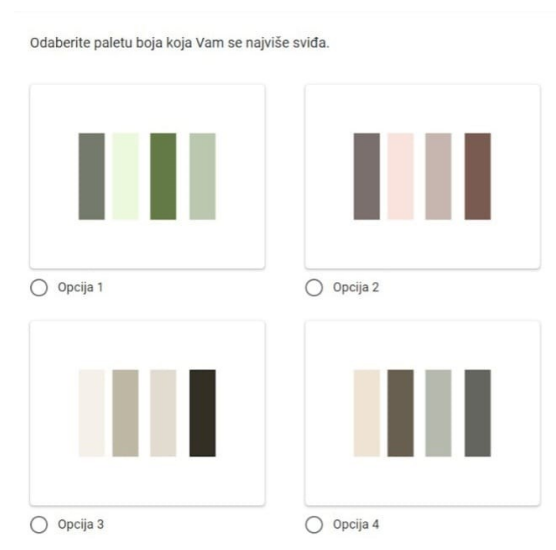 Odaberite paletu boja koja Vam se najviše sviđa.
Opcija 1
Opcija 2
Opcija 3
Opcija 4